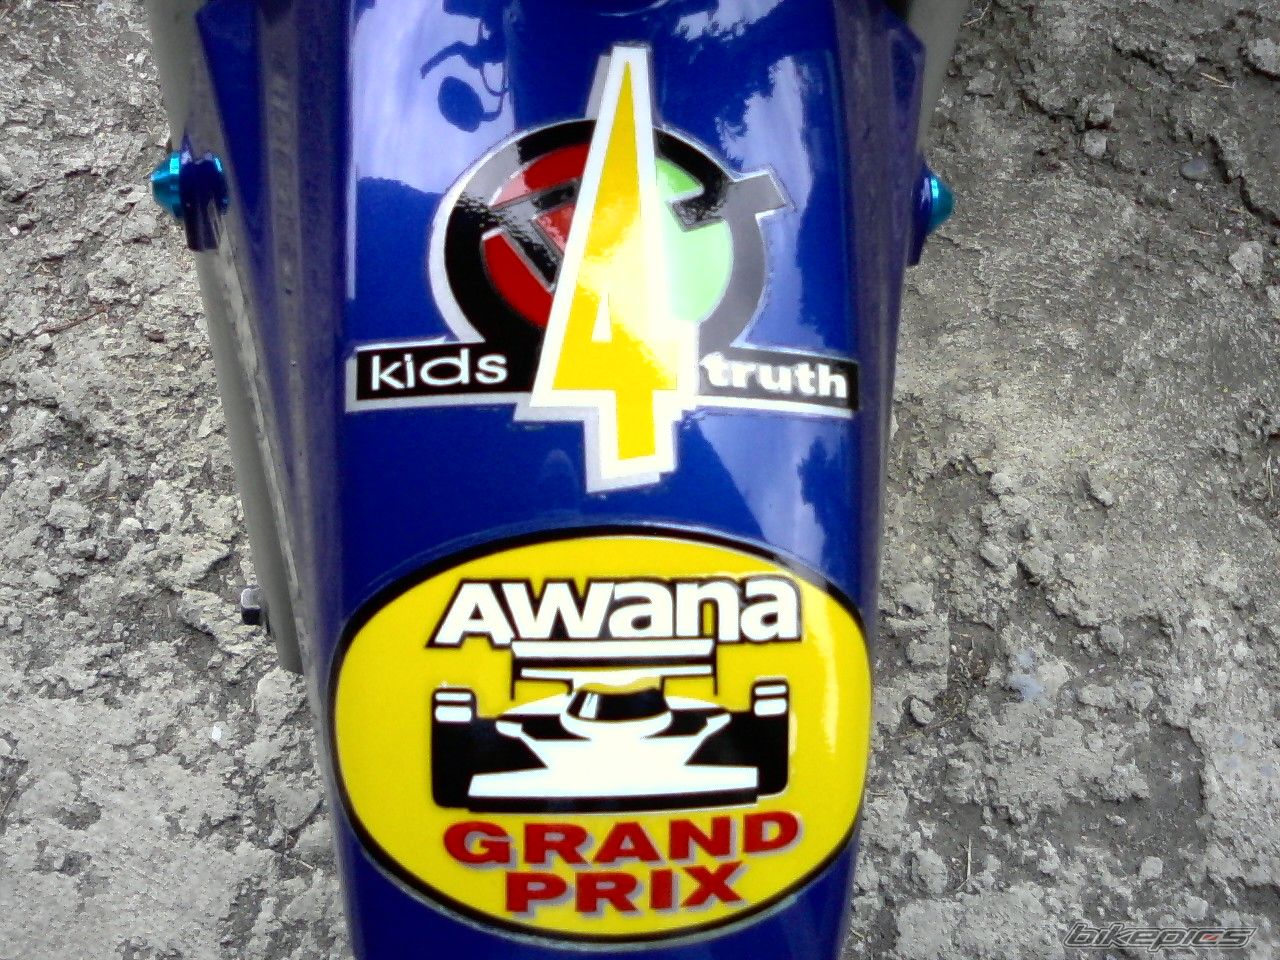 kids 4 truth
AWana
GRAND
PRIX
bikepics